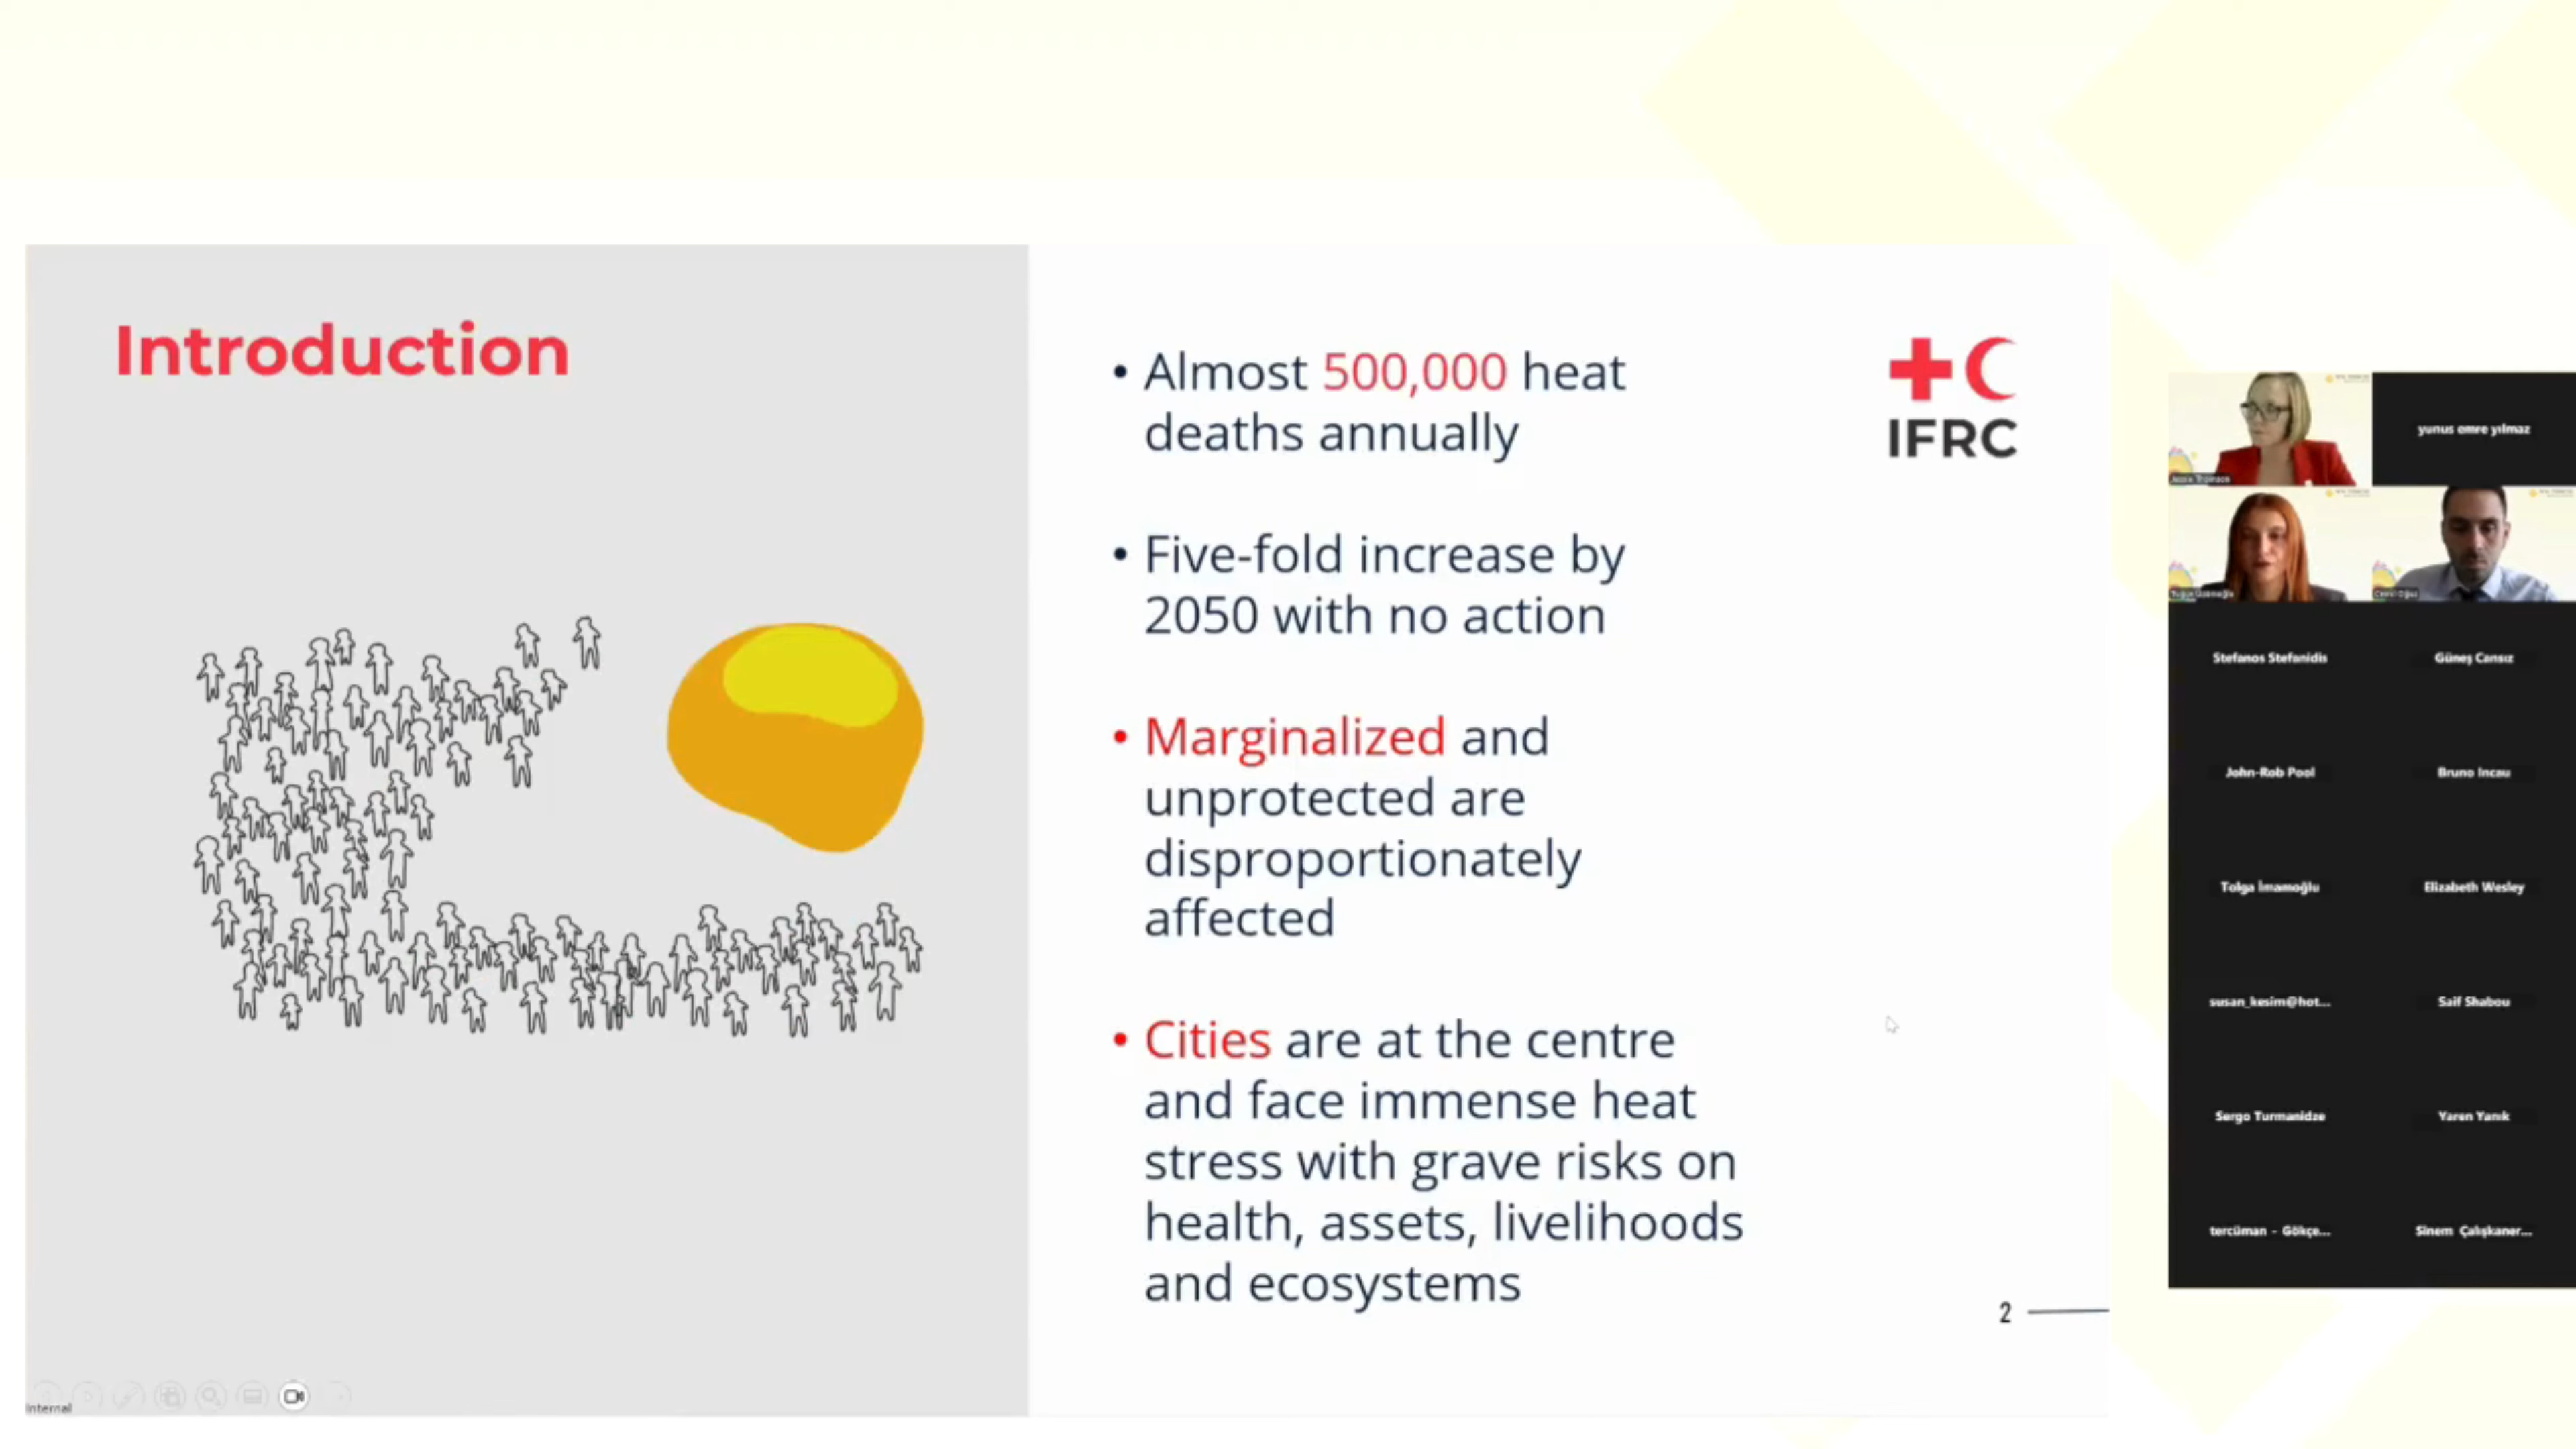 Introduction
• Almost 500,000 heat
deaths annually
• Five-fold increase by
2050 with no action
• Marginalized and
unprotected are
disproportionately
affected
• Cities are at the centre
and face immense heat
stress with grave risks on
health, assets, livelihoods
and ecosystems
IFRC
2
Internal
yunus emre yılmaz
Cemil Oğuz
Stefanos Stefanidis
Güneş Cansız
John-Rob Pool
Bruno Incau
Tolga İmamoğlu
Elizabeth Wesley
susan_kesim@hot...
Saif Shabou
Sergo Turmanidze
Yaren Yanık
tercüman - Gökçe...
Sinem Çalışkaner...